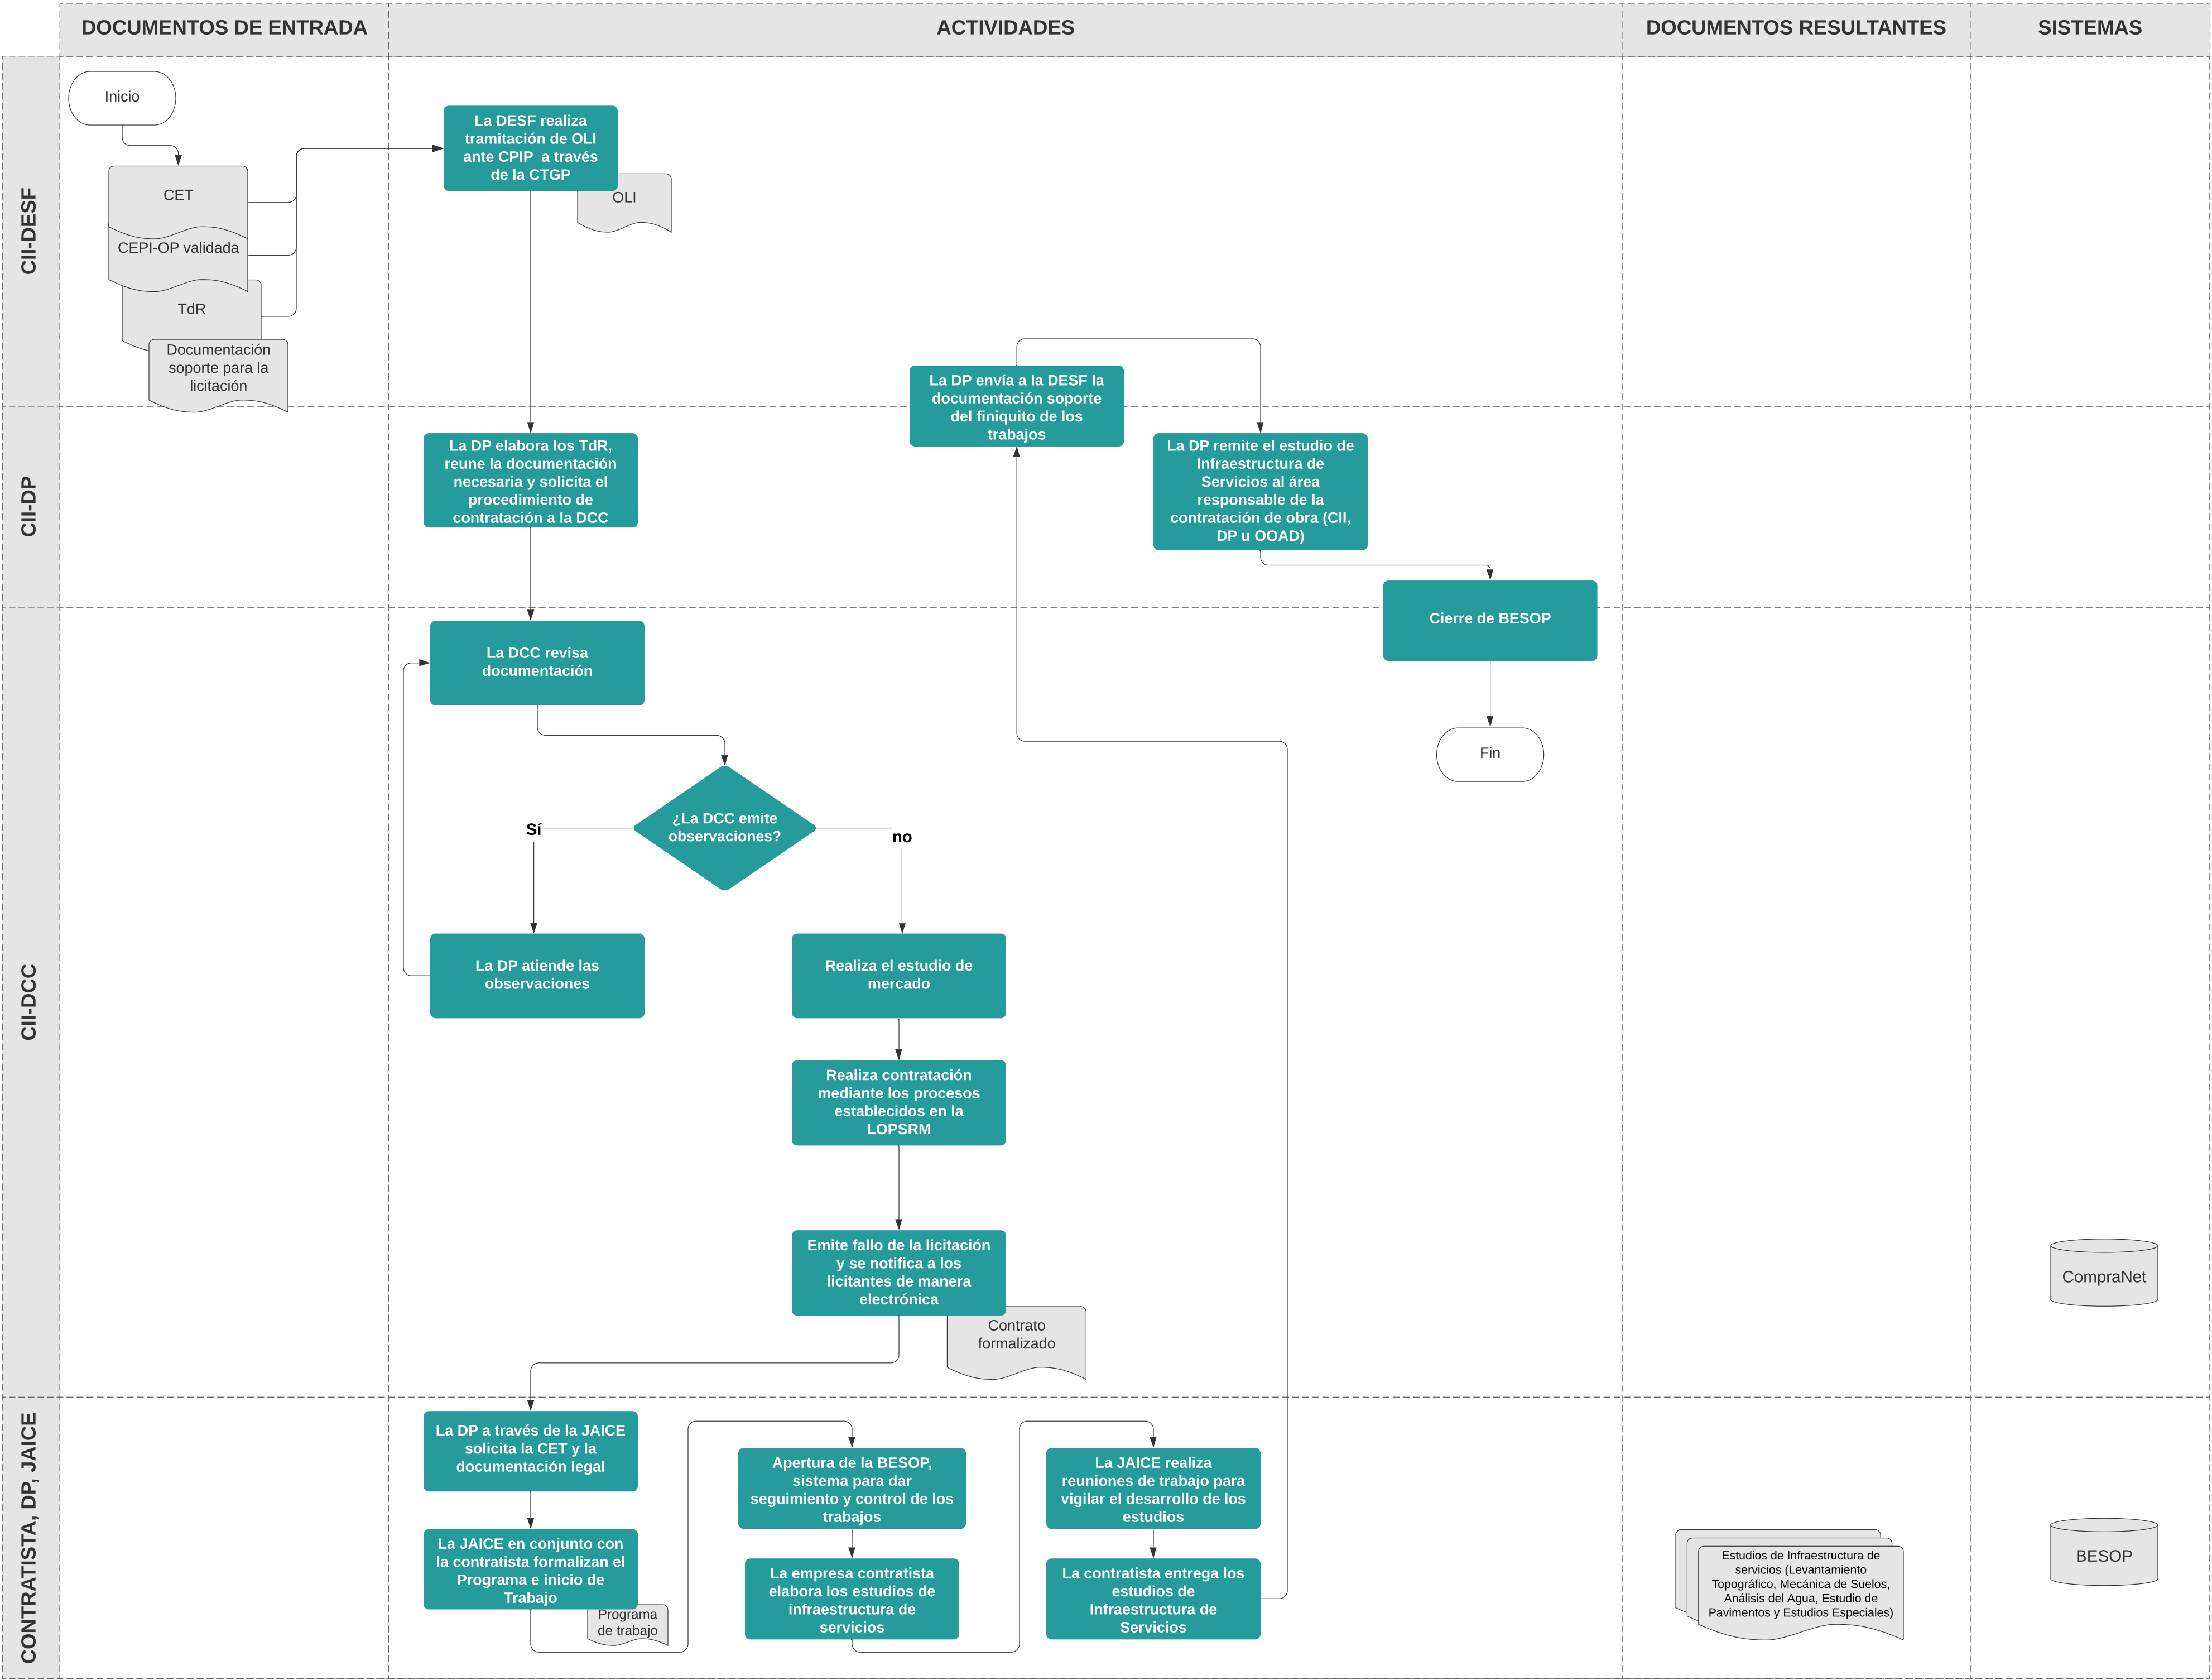 DOCUMENTOS DE ENTRADA
ACTIVIDADES
DOCUMENTOS RESULTANTES
SISTEMAS
CII-DESF
Inicio
CET
CEPI-OP validada
TdR
Documentación
soporte para la
licitación
La DESF realiza
tramitación de OLI
ante CPIP a través
de la CTGP
OLI
La DP envía a la DESF la
documentación soporte
del finiquito de los
trabajos
CII-DP
La DP elabora los TdR,
reune la documentación
necesaria y solicita el
procedimiento de
contratación a la DCC
La DP remite el estudio de
Infraestructura de
Servicios al área
responsable de la
contratación de obra (CII,
DP u OOAD)
Cierre de BESOP
Fin
CII-DCC
La DCC revisa
documentación
¿La DCC emite
observaciones?
Sí
no
La DP atiende las
observaciones
Realiza el estudio de
mercado
Realiza contratación
mediante los procesos
establecidos en la
LOPSRM
Emite fallo de la licitación
y se notifica a los
licitantes de manera
electrónica
Contrato
formalizado
CompraNet
CONTRATISTA, DP, JAICE
La DP a través de la JAICE
solicita la CET y la
documentación legal
La JAICE en conjunto con
la contratista formalizan el
Programa e inicio de
Trabajo
Programa
de trabajo
Apertura de la BESOP,
sistema para dar
seguimiento y control de los
trabajos
La empresa contratista
elabora los estudios de
infraestructura de
servicios
La JAICE realiza
reuniones de trabajo para
vigilar el desarrollo de los
estudios
La contratista entrega los
estudios de
Infraestructura de
Servicios
Estudios de Infraestructura de
servicios (Levantamiento
Topográfico, Mecánica de Suelos,
Análisis del Agua, Estudio de
Pavimentos y Estudios Especiales)
BESOP